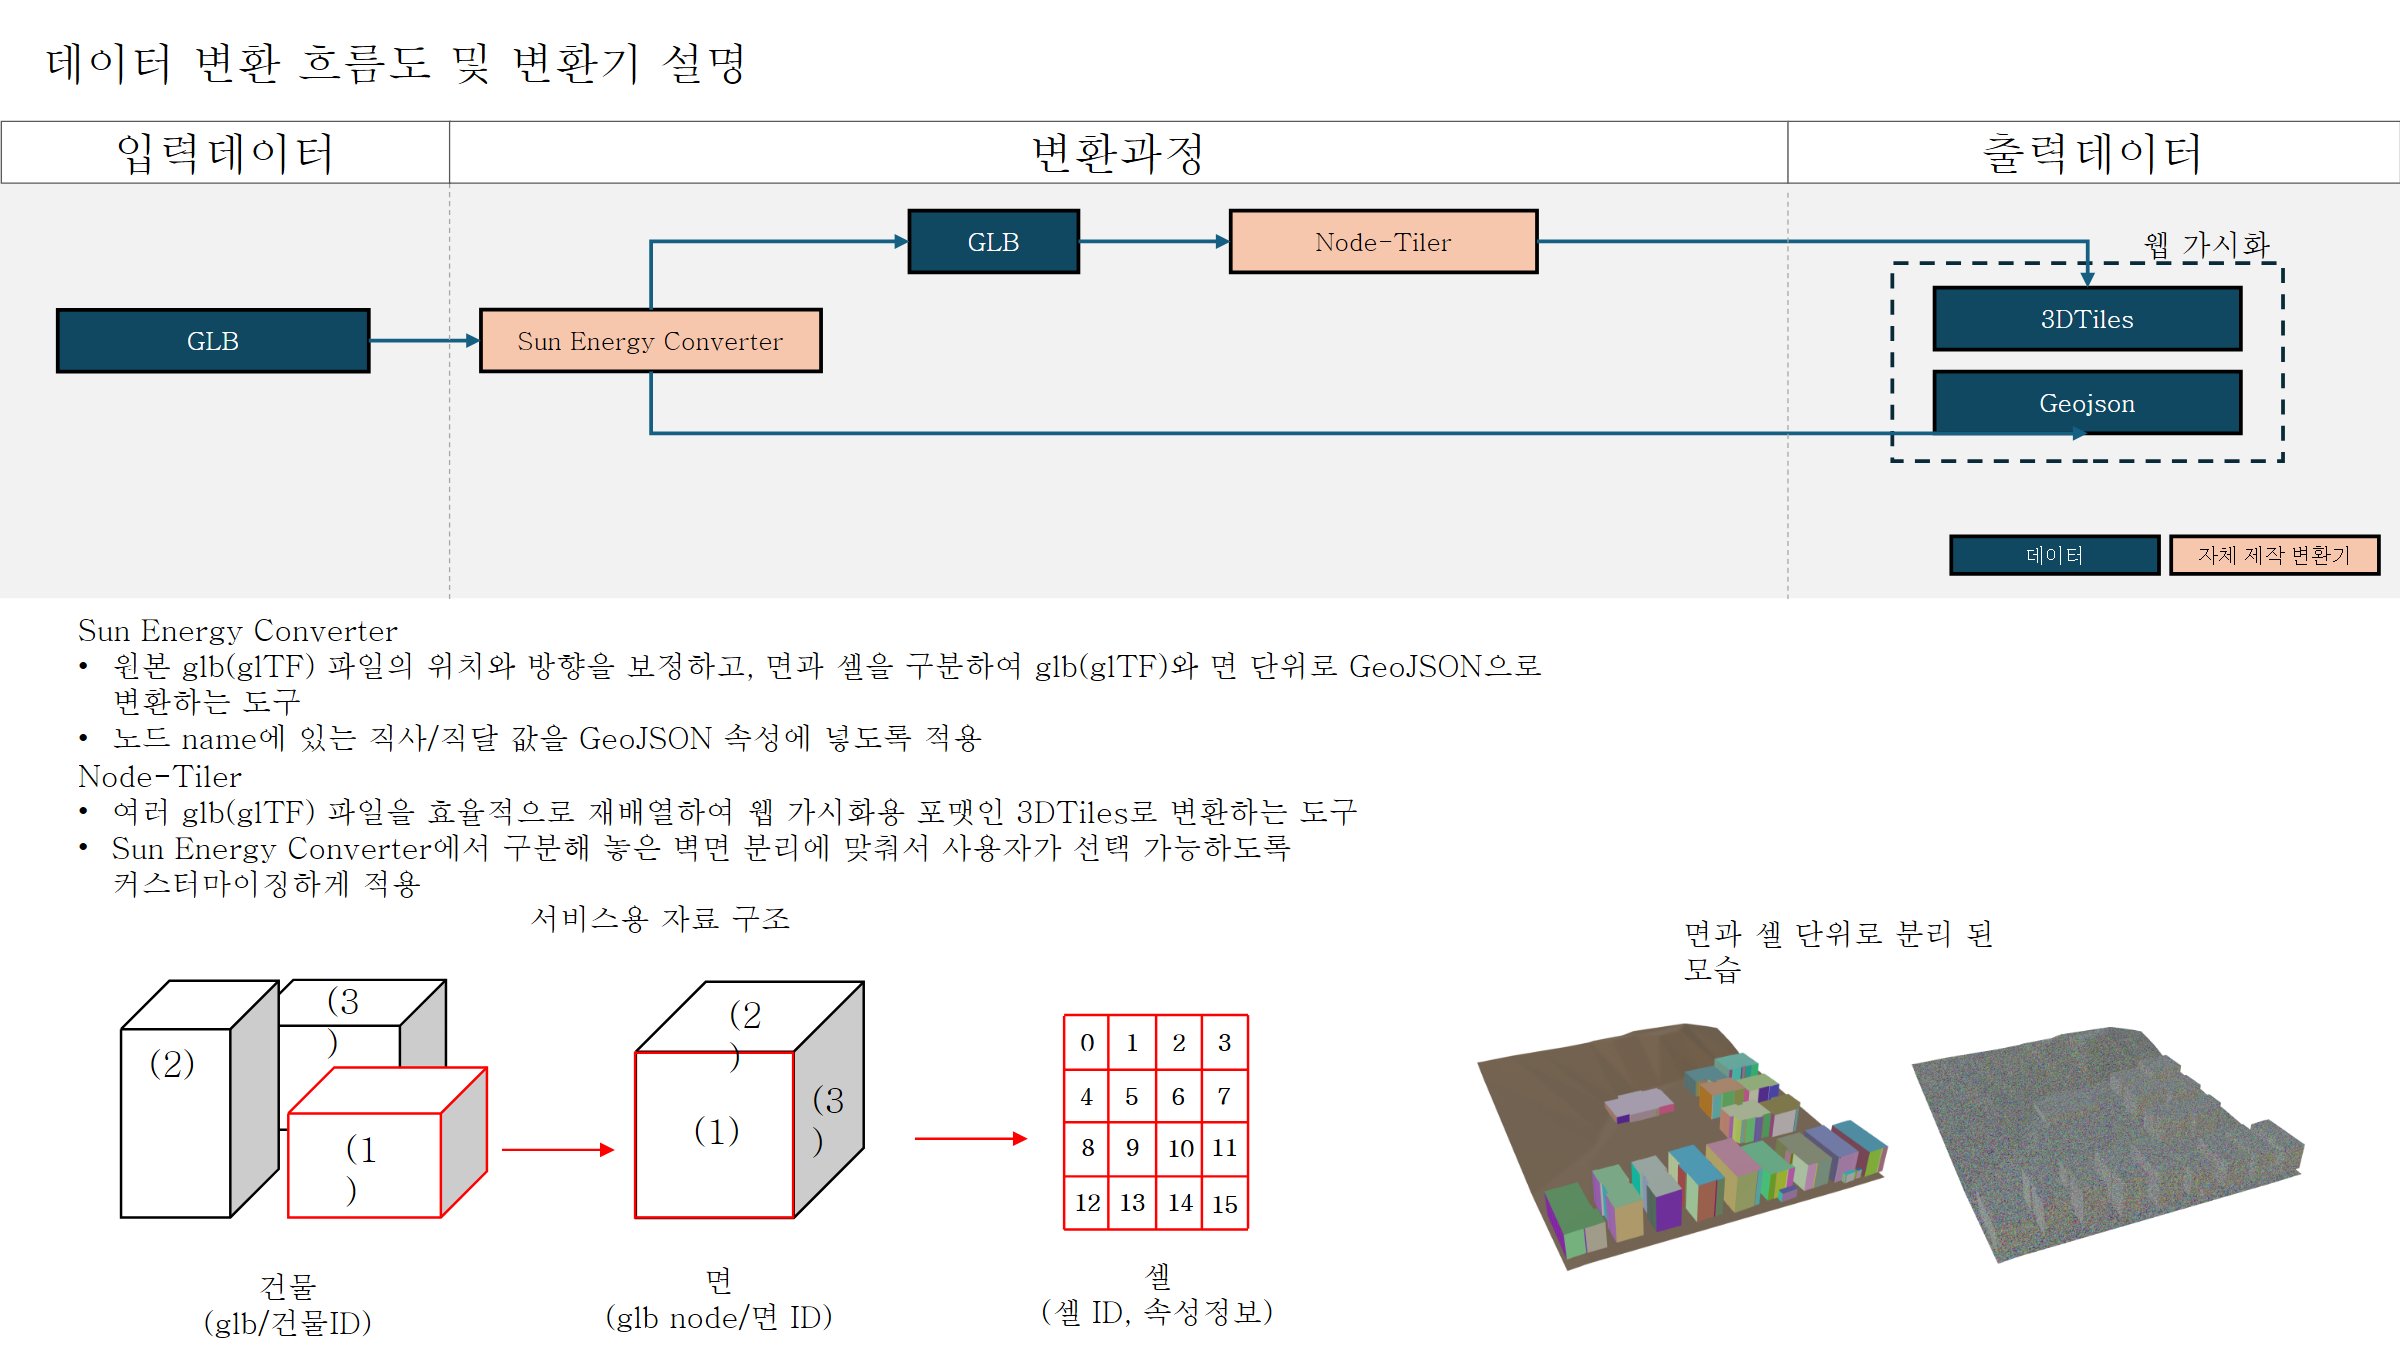 데이터 변환 흐름도 및 변환기 설명
입력데이터
변환과정
출력데이터
GLB
Node-Tiler
웹 가시화
GLB
Sun Energy Converter
3DTiles
Geojson
데이터
자체 제작 변환기
Sun Energy Converter
• 원본 glb(glTF) 파일의 위치와 방향을 보정하고, 면과 셀을 구분하여 glb(glTF)와 면 단위로 GeoJSON으로
변환하는 도구
• 노드 name에 있는 직사/직달 값을 GeoJSON 속성에 넣도록 적용
Node-Tiler
• 여러 glb(glTF) 파일을 효율적으로 재배열하여 웹 가시화용 포맷인 3DTiles로 변환하는 도구
• Sun Energy Converter에서 구분해 놓은 벽면 분리에 맞춰서 사용자가 선택 가능하도록
커스터마이징하게 적용
서비스용 자료 구조
면과 셀 단위로 분리 된
모습
(3
)
(2)
(1
)
(2
)
(1)
(3
)
0 1 2 3
4 5 6 7
8 9 10 11
12 13 14 15
건물
(glb/건물ID)
면
(glb node/면 ID)
셀
(셀 ID, 속성정보)